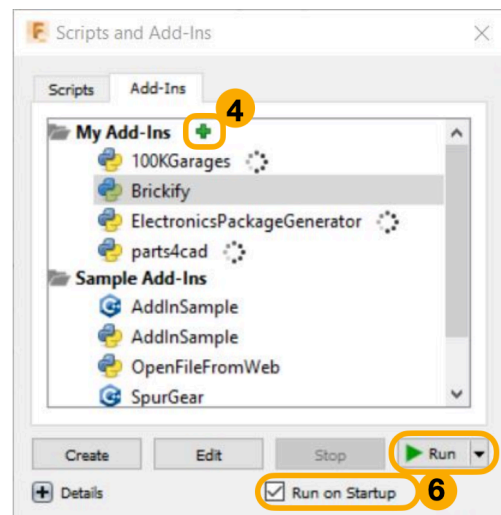 Scripts and Add-Ins
Scripts Add-Ins
4
My Add-Ins
100KGarages
Brickify
ElectronicsPackageGenerator
parts4cad
Sample Add-Ins
AddInSample
AddInSample
OpenFileFromWeb
SpurGear
Create Edit Stop Run
Details Run on Startup 6